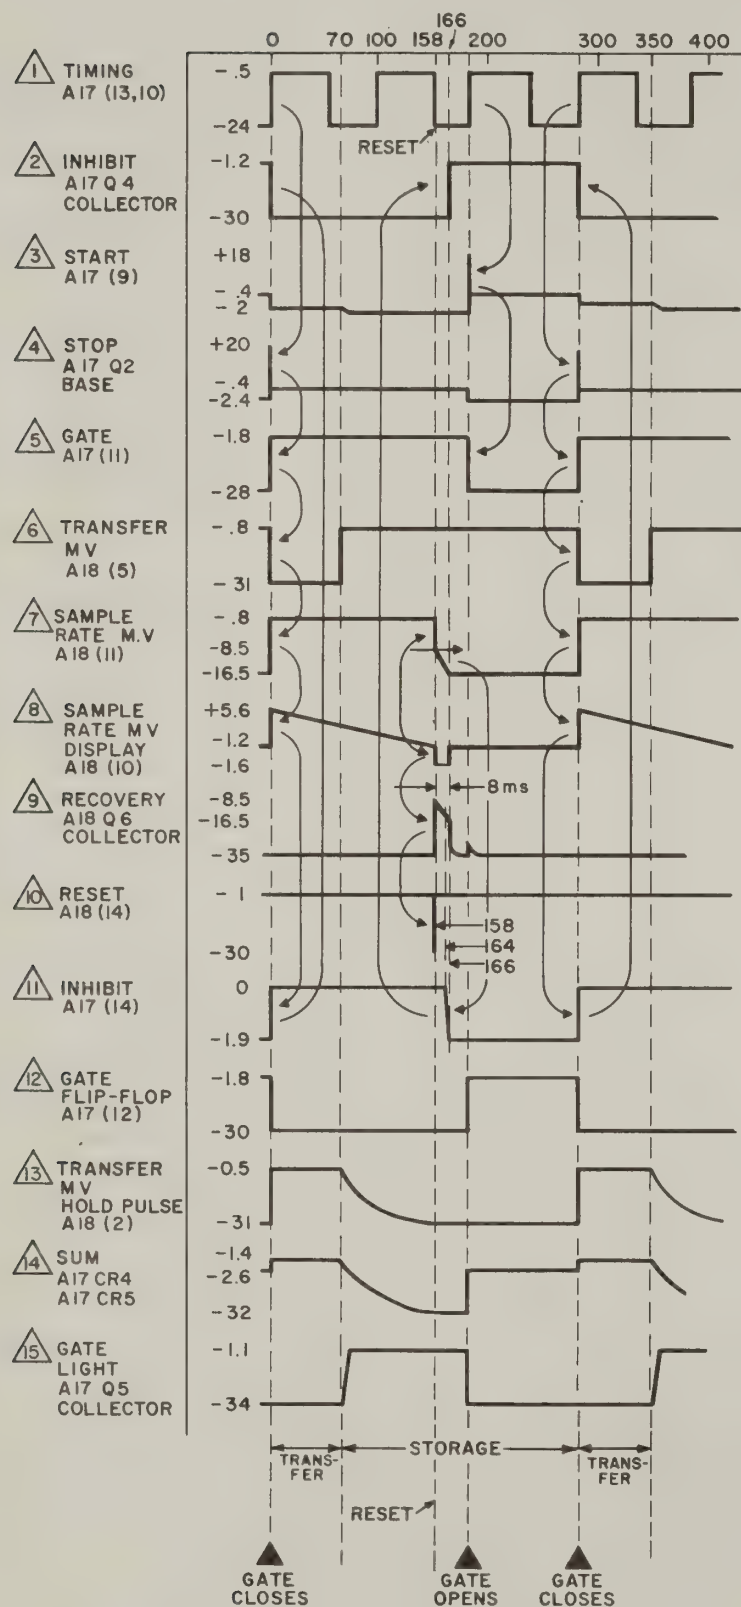 166
0 70 100 158 200 300 350 400
1 TIMING
A17 (13,10)
-.5
-24
RESET
2 INHIBIT
A17 Q4
COLLECTOR
-1.2
-30
3 START
A17 (9)
+18
-.4
-2
4 STOP
A17 Q2
BASE
+20
-.4
-2.4
5 GATE
A17 (11)
-1.8
-28
6 TRANSFER
MV
A18 (5)
-.8
-31
7 SAMPLE
RATE M.V
A18 (11)
-.8
-8.5
-16.5
8 SAMPLE
RATE MV
DISPLAY
A18 (10)
+5.6
-1.2
-1.6
8 ms
9 RECOVERY
A18 Q6
COLLECTOR
-8.5
-16.5
-35
10 RESET
A18 (14)
-1
-30
158
164
166
11 INHIBIT
A17 (14)
0
-1.9
12 GATE
FLIP-FLOP
A17 (12)
-1.8
-30
13 TRANSFER
MV
HOLD PULSE
A18 (2)
-0.5
-31
14 SUM
A17 CR4
A17 CR5
-1.4
-2.6
-32
15 GATE
LIGHT
A17 Q5
COLLECTOR
-1.1
-34
TRANS-
FER
STORAGE
TRANS-
FER
RESET
GATE
CLOSES
GATE
OPENS
GATE
CLOSES